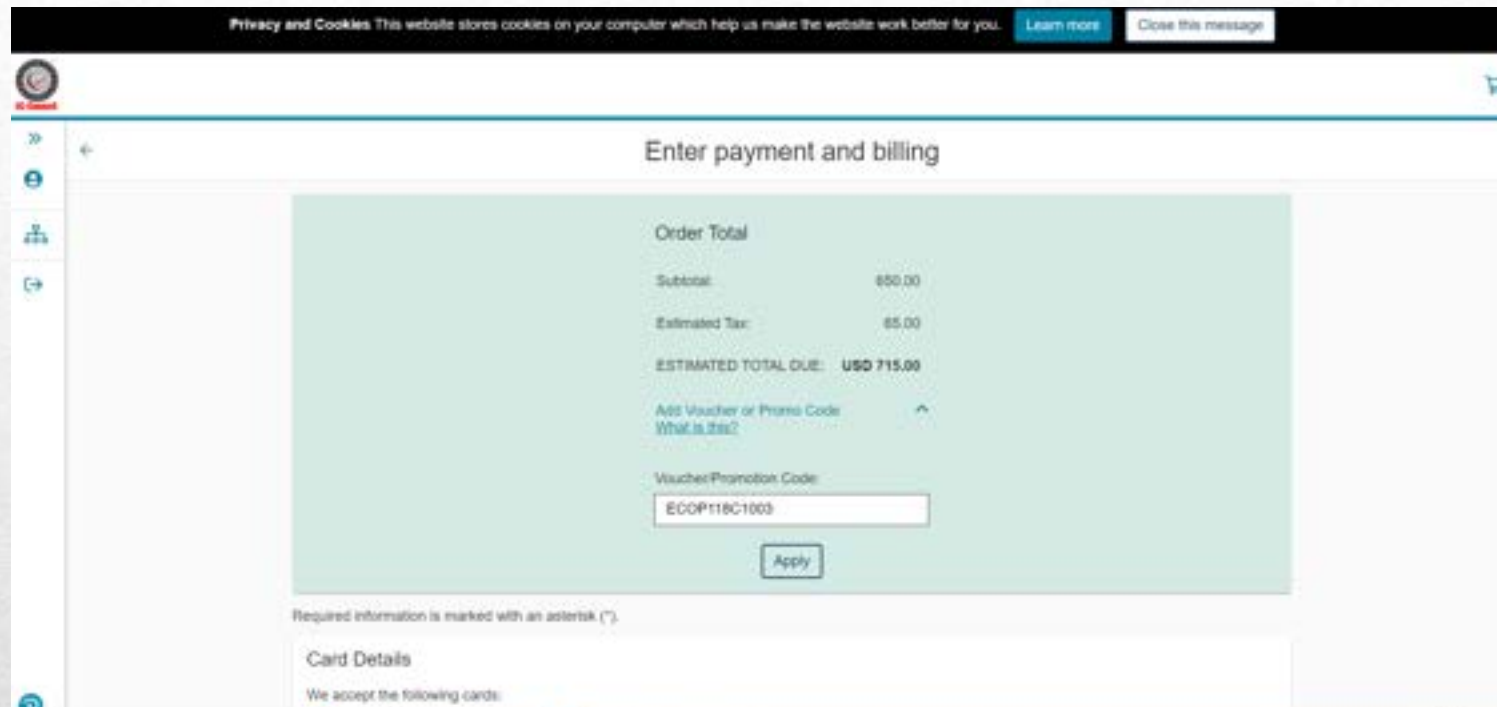 Privacy and Cookies This website stores cookies on your computer which help us make the website work better for you. Learn more Close this message
Enter payment and billing
Order Total
Subtotal: 650.00
Estimated Tax: 65.00
ESTIMATED TOTAL DUE: USD 715.00
Add Voucher or Promo Code
What is this?
Voucher/Promotion Code:
ECOP118C1003
Apply
Required information is marked with an asterisk (*).
Card Details
We accept the following cards: